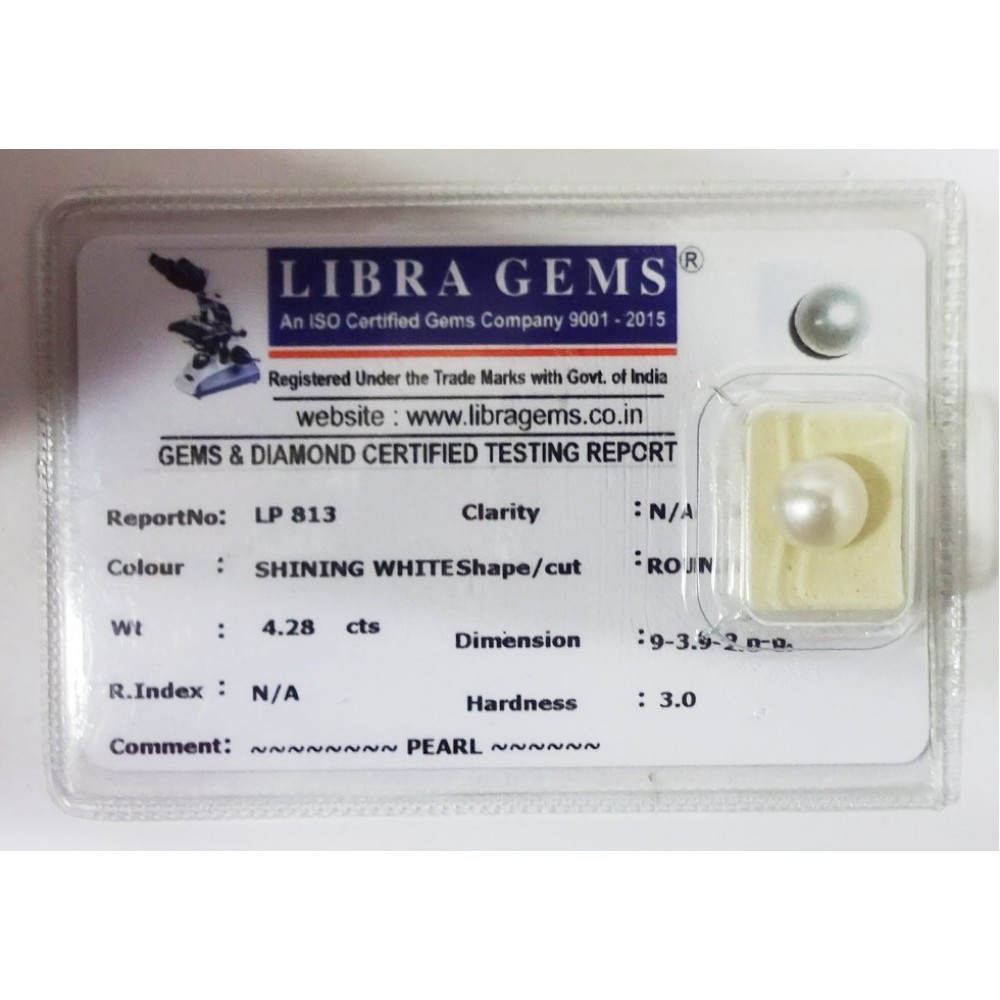 LIBRA GEMS®
An ISO Certified Gems Company 9001 - 2015
Registered Under the Trade Marks with Govt. of India
website : www.libragems.co.in
GEMS & DIAMOND CERTIFIED TESTING REPORT
ReportNo: LP 813 Clarity : N/A
Colour : SHINING WHITE Shape/cut :
Wt : 4.28 cts Dimension :
R.Index : N/A Hardness : 3.0
Comment: ~~~~~~~~ PEARL ~~~~~~